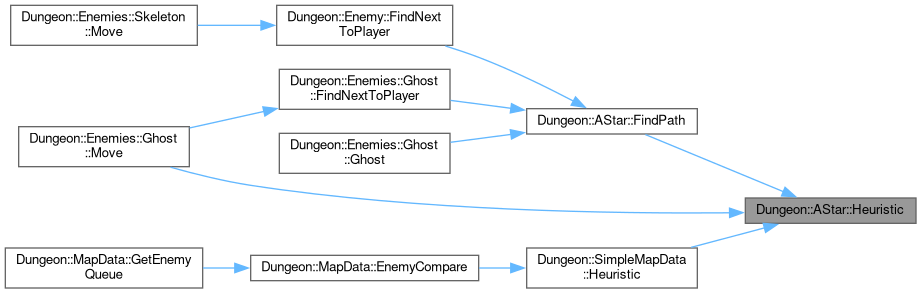 Dungeon::Enemies::Skeleton
::Move
Dungeon::Enemy::FindNext
ToPlayer
Dungeon::Enemies::Ghost
::FindNextToPlayer
Dungeon::AStar::FindPath
Dungeon::Enemies::Ghost
::Move
Dungeon::Enemies::Ghost
::Ghost
Dungeon::AStar::Heuristic
Dungeon::MapData::GetEnemy
Queue
Dungeon::MapData::EnemyCompare
Dungeon::SimpleMapData
::Heuristic